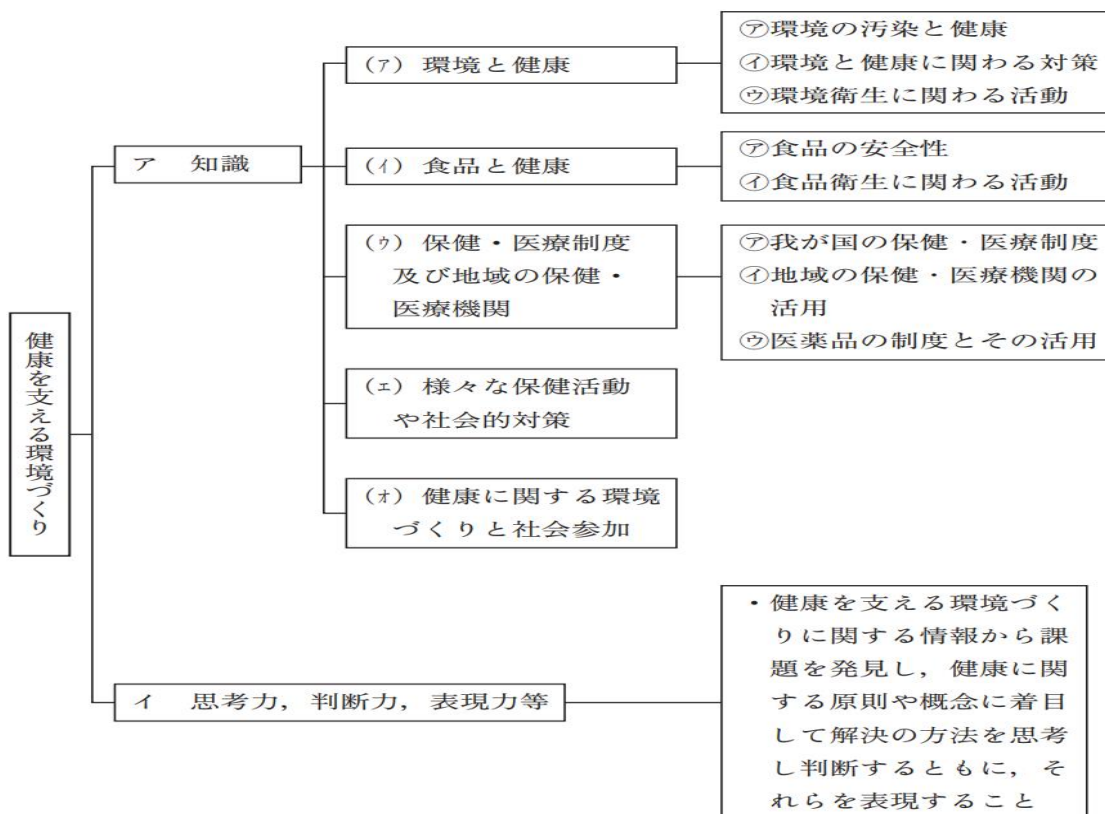 健康を支える環境づくり
ア 知識
(ア) 環境と健康
㋐環境の汚染と健康
㋑環境と健康に関わる対策
㋒環境衛生に関わる活動
(イ) 食品と健康
㋐食品の安全性
㋑食品衛生に関わる活動
(ウ) 保健・医療制度
及び地域の保健・
医療機関
㋐我が国の保健・医療制度
㋑地域の保健・医療機関の
活用
㋒医薬品の制度とその活用
(エ) 様々な保健活動
や社会的対策
(オ) 健康に関する環境
づくりと社会参加
イ 思考力，判断力，表現力等
・健康を支える環境づく
りに関する情報から課
題を発見し，健康に関
する原則や概念に着目
して解決の方法を思考
し判断するともに，そ
れらを表現すること